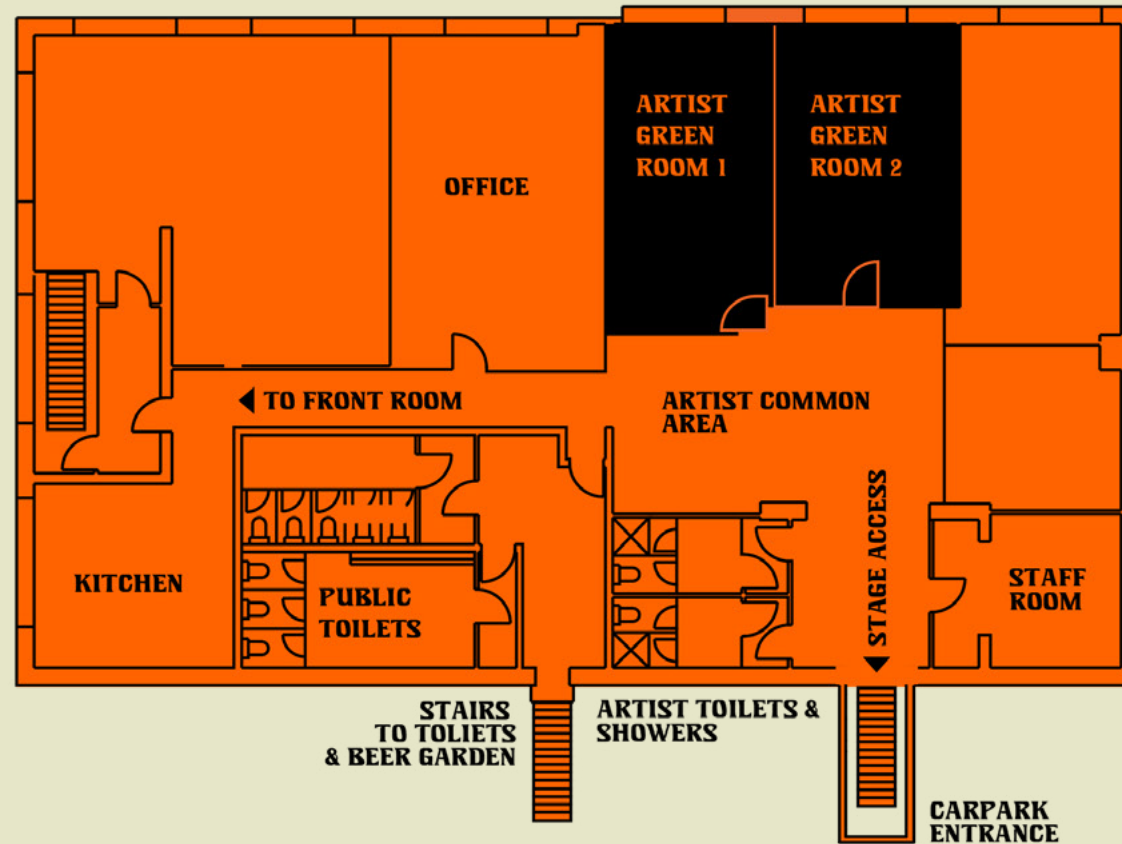 ARTIST
GREEN
ROOM 1
ARTIST
GREEN
ROOM 2
OFFICE
TO FRONT ROOM
ARTIST COMMON
AREA
STAGE ACCESS
KITCHEN
PUBLIC
TOILETS
STAFF
ROOM
STAIRS
TO TOLIETS
& BEER GARDEN
ARTIST TOILETS &
SHOWERS
CARPARK
ENTRANCE